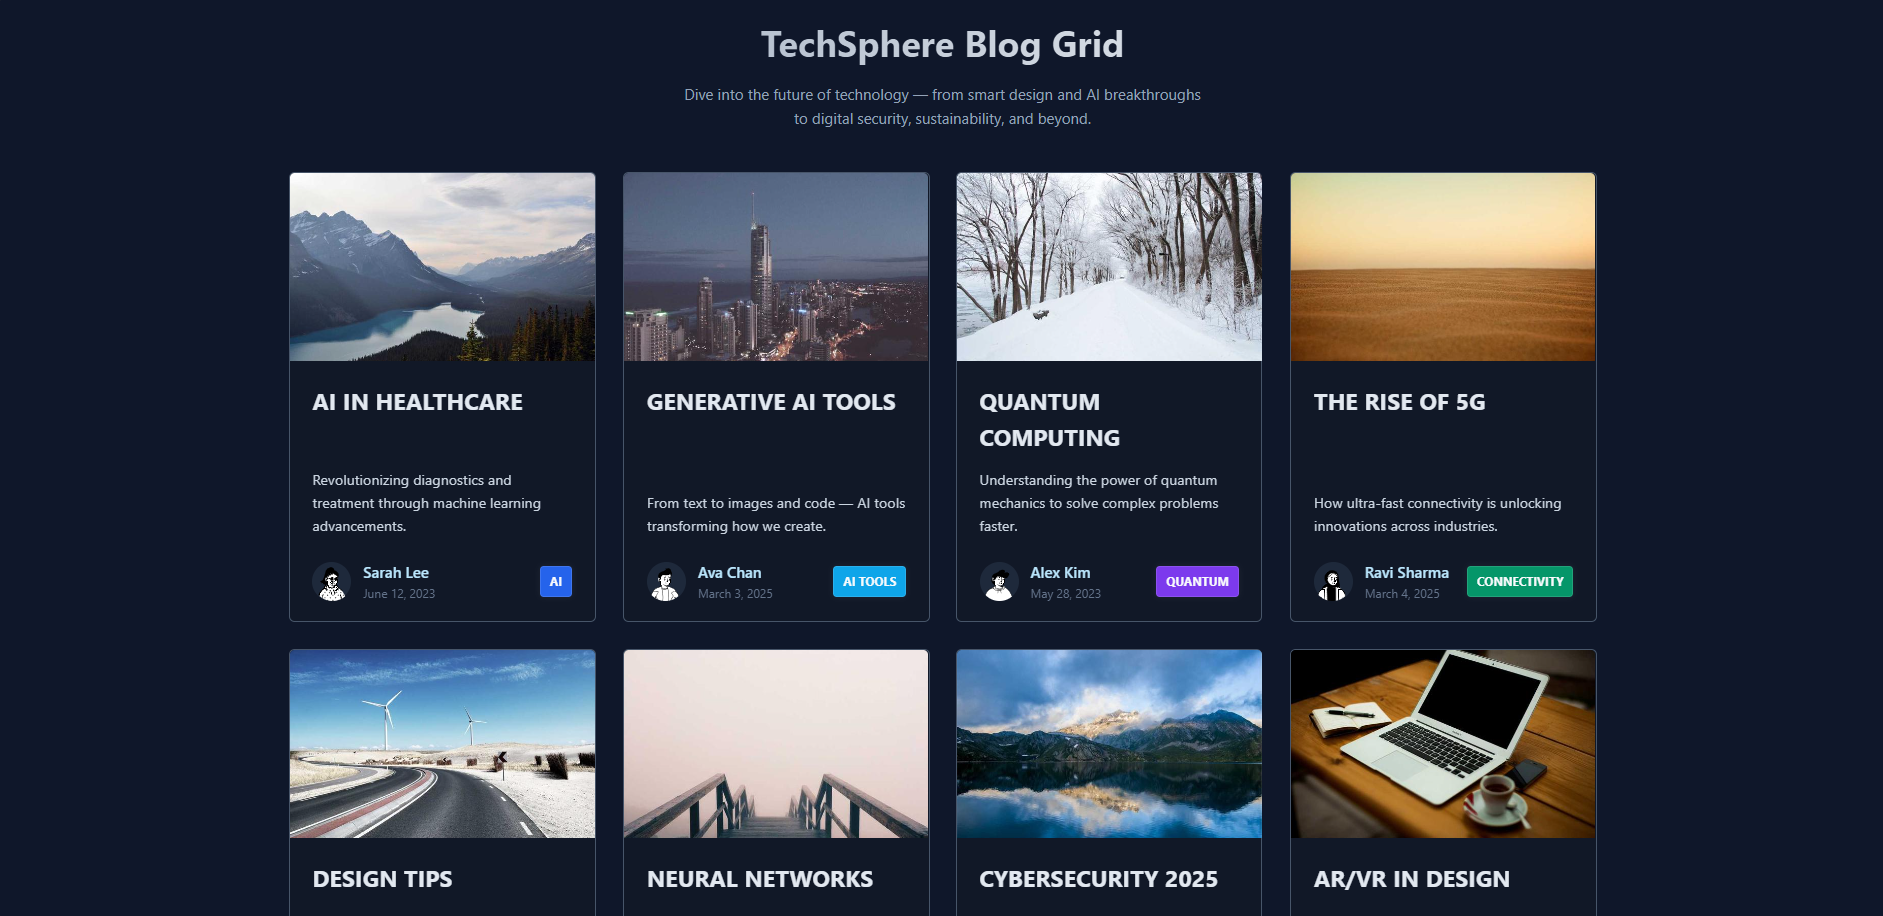 TechSphere Blog Grid
Dive into the future of technology — from smart design and AI breakthroughs
to digital security, sustainability, and beyond.
AI IN HEALTHCARE
Revolutionizing diagnostics and
treatment through machine learning
advancements.
Sarah Lee
June 12, 2023
AI
GENERATIVE AI TOOLS
From text to images and code — AI tools
transforming how we create.
Ava Chan
March 3, 2025
AI TOOLS
QUANTUM
COMPUTING
Understanding the power of quantum
mechanics to solve complex problems
faster.
Alex Kim
May 28, 2023
QUANTUM
THE RISE OF 5G
How ultra-fast connectivity is unlocking
innovations across industries.
Ravi Sharma
March 4, 2025
CONNECTIVITY
DESIGN TIPS
NEURAL NETWORKS
CYBERSECURITY 2025
AR/VR IN DESIGN